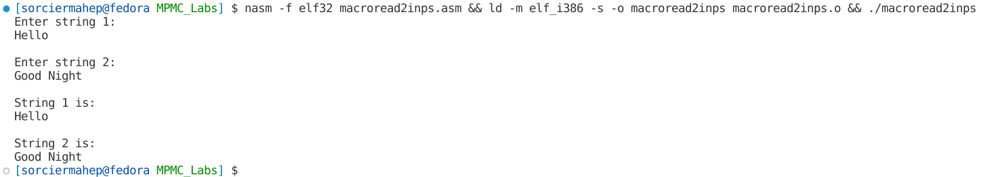 [sorciermahep@fedora MPMC_Labs] $ nasm -f elf32 macroread2inps.asm && ld -m elf_i386 -s -o macroread2inps macroread2inps.o && ./macroread2inps
Enter string 1:
Hello
Enter string 2:
Good Night
String 1 is:
Hello
String 2 is:
Good Night
[sorciermahep@fedora MPMC_Labs] $